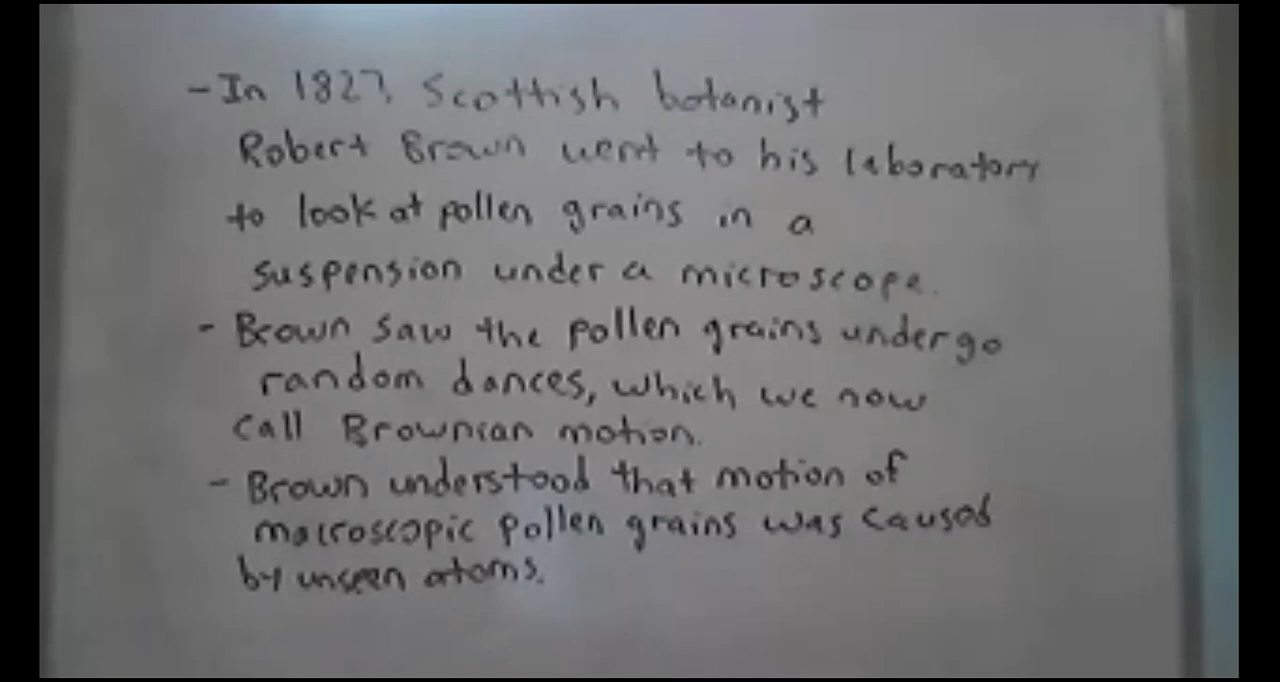 - In 1827, Scottish botanist
Robert Brown went to his laboratory
to look at pollen grains in a
suspension under a microscope.
- Brown saw the pollen grains undergo
random dances, which we now
call Brownian motion.
- Brown understood that motion of
macroscopic pollen grains was caused
by unseen atoms.